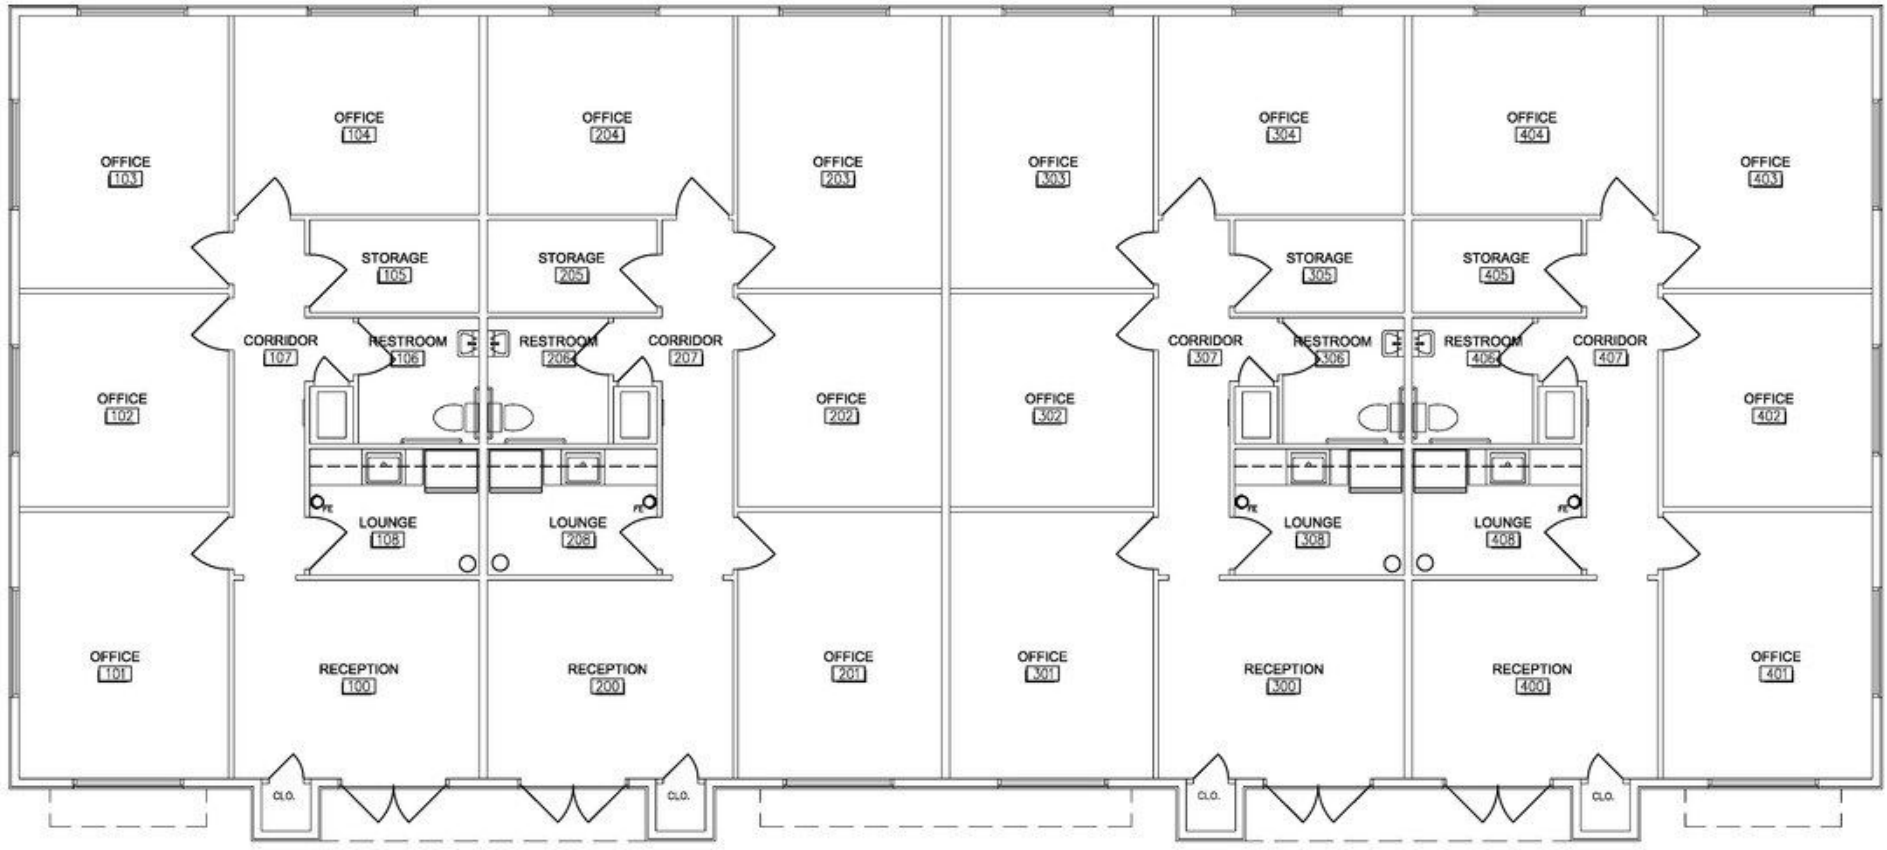 OFFICE
104
OFFICE
204
OFFICE
304
OFFICE
404
OFFICE
103
OFFICE
203
OFFICE
303
OFFICE
403
STORAGE
105
STORAGE
205
STORAGE
305
STORAGE
405
CORRIDOR
107
RESTROOM
106
RESTROOM
206
CORRIDOR
207
CORRIDOR
307
RESTROOM
306
RESTROOM
406
CORRIDOR
407
OFFICE
102
OFFICE
202
OFFICE
302
OFFICE
402
FE
FE
FE
FE
LOUNGE
108
LOUNGE
208
LOUNGE
308
LOUNGE
408
OFFICE
101
RECEPTION
100
RECEPTION
200
OFFICE
201
OFFICE
301
RECEPTION
300
RECEPTION
400
OFFICE
401
CLO.
CLO.
CLO.
CLO.